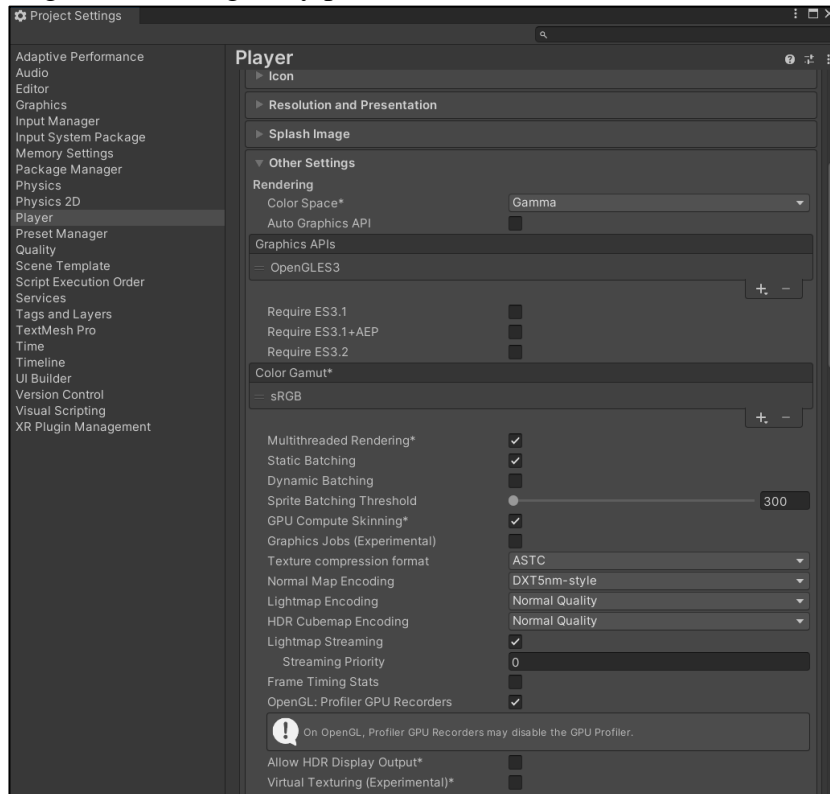 Project Settings
Adaptive Performance
Audio
Editor
Graphics
Input Manager
Input System Package
Memory Settings
Package Manager
Physics
Physics 2D
Player
Preset Manager
Quality
Scene Template
Script Execution Order
Services
Tags and Layers
TextMesh Pro
Time
Timeline
UI Builder
Version Control
Visual Scripting
XR Plugin Management
Player
Icon
Resolution and Presentation
Splash Image
Other Settings
Rendering
Color Space* Gamma
Auto Graphics API
Graphics APIs
OpenGLES3
Require ES3.1
Require ES3.1+AEP
Require ES3.2
Color Gamut*
sRGB
Multithreaded Rendering*
Static Batching
Dynamic Batching
Sprite Batching Threshold 300
GPU Compute Skinning*
Graphics Jobs (Experimental)
Texture compression format ASTC
Normal Map Encoding DXT5nm-style
Lightmap Encoding Normal Quality
HDR Cubemap Encoding Normal Quality
Lightmap Streaming
Streaming Priority 0
Frame Timing Stats
OpenGL: Profiler GPU Recorders
On OpenGL, Profiler GPU Recorders may disable the GPU Profiler.
Allow HDR Display Output*
Virtual Texturing (Experimental)*